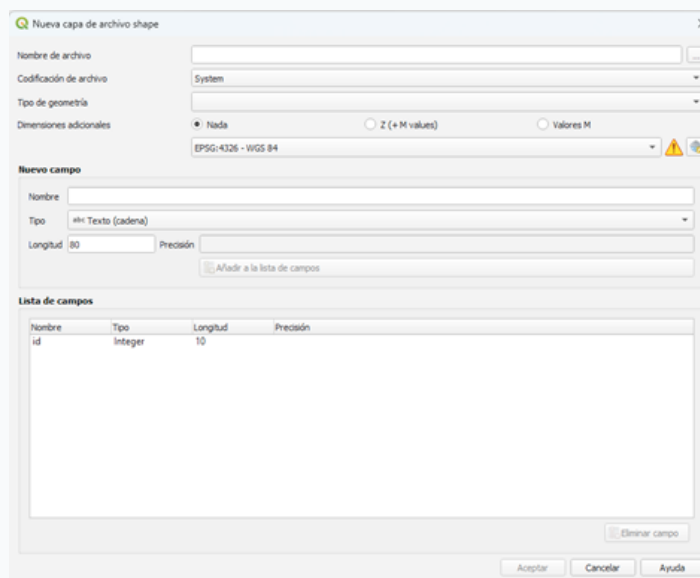 Nueva capa de archivo shape
Nombre de archivo
...
Codificación de archivo System
Tipo de geometría
Dimensiones adicionales Nada Z (+ M values) Valores M
EPSG:4326 - WGS 84
Nuevo campo
Nombre
Tipo abc Texto (cadena)
Longitud 80 Precisión
Añadir a la lista de campos
Lista de campos
Nombre Tipo Longitud Precisión
id Integer 10
Eliminar campo
Aceptar Cancelar Ayuda